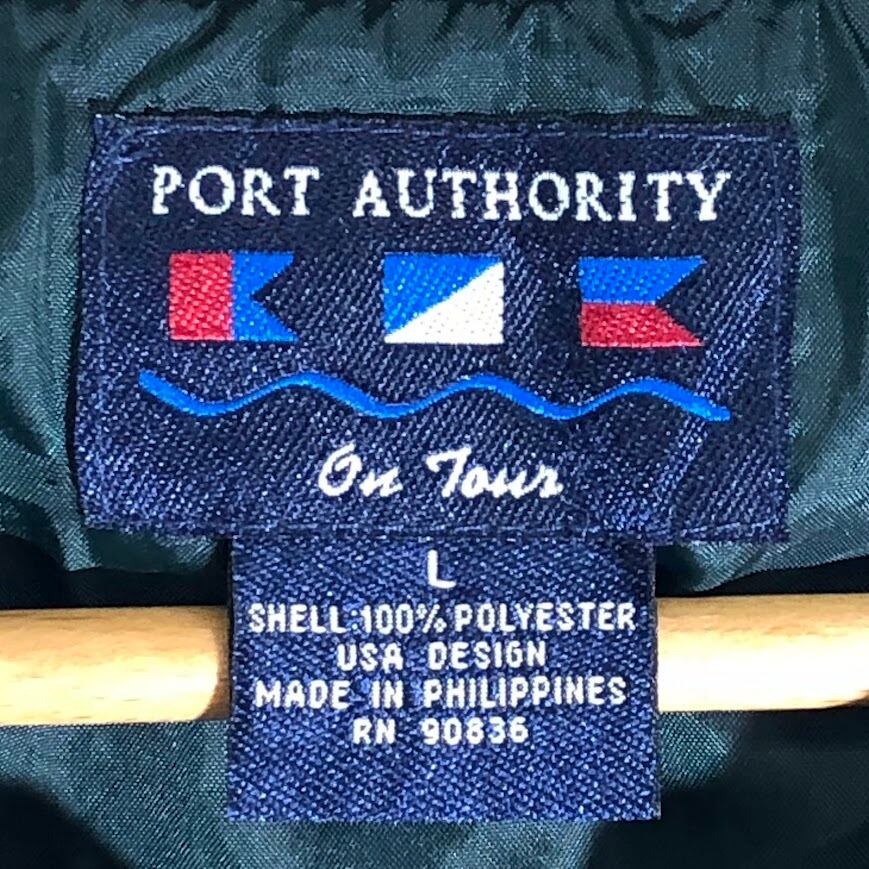 PORT AUTHORITY
On Tour
L
SHELL:100% POLYESTER
USA DESIGN
MADE IN PHILIPPINES
RN 90836